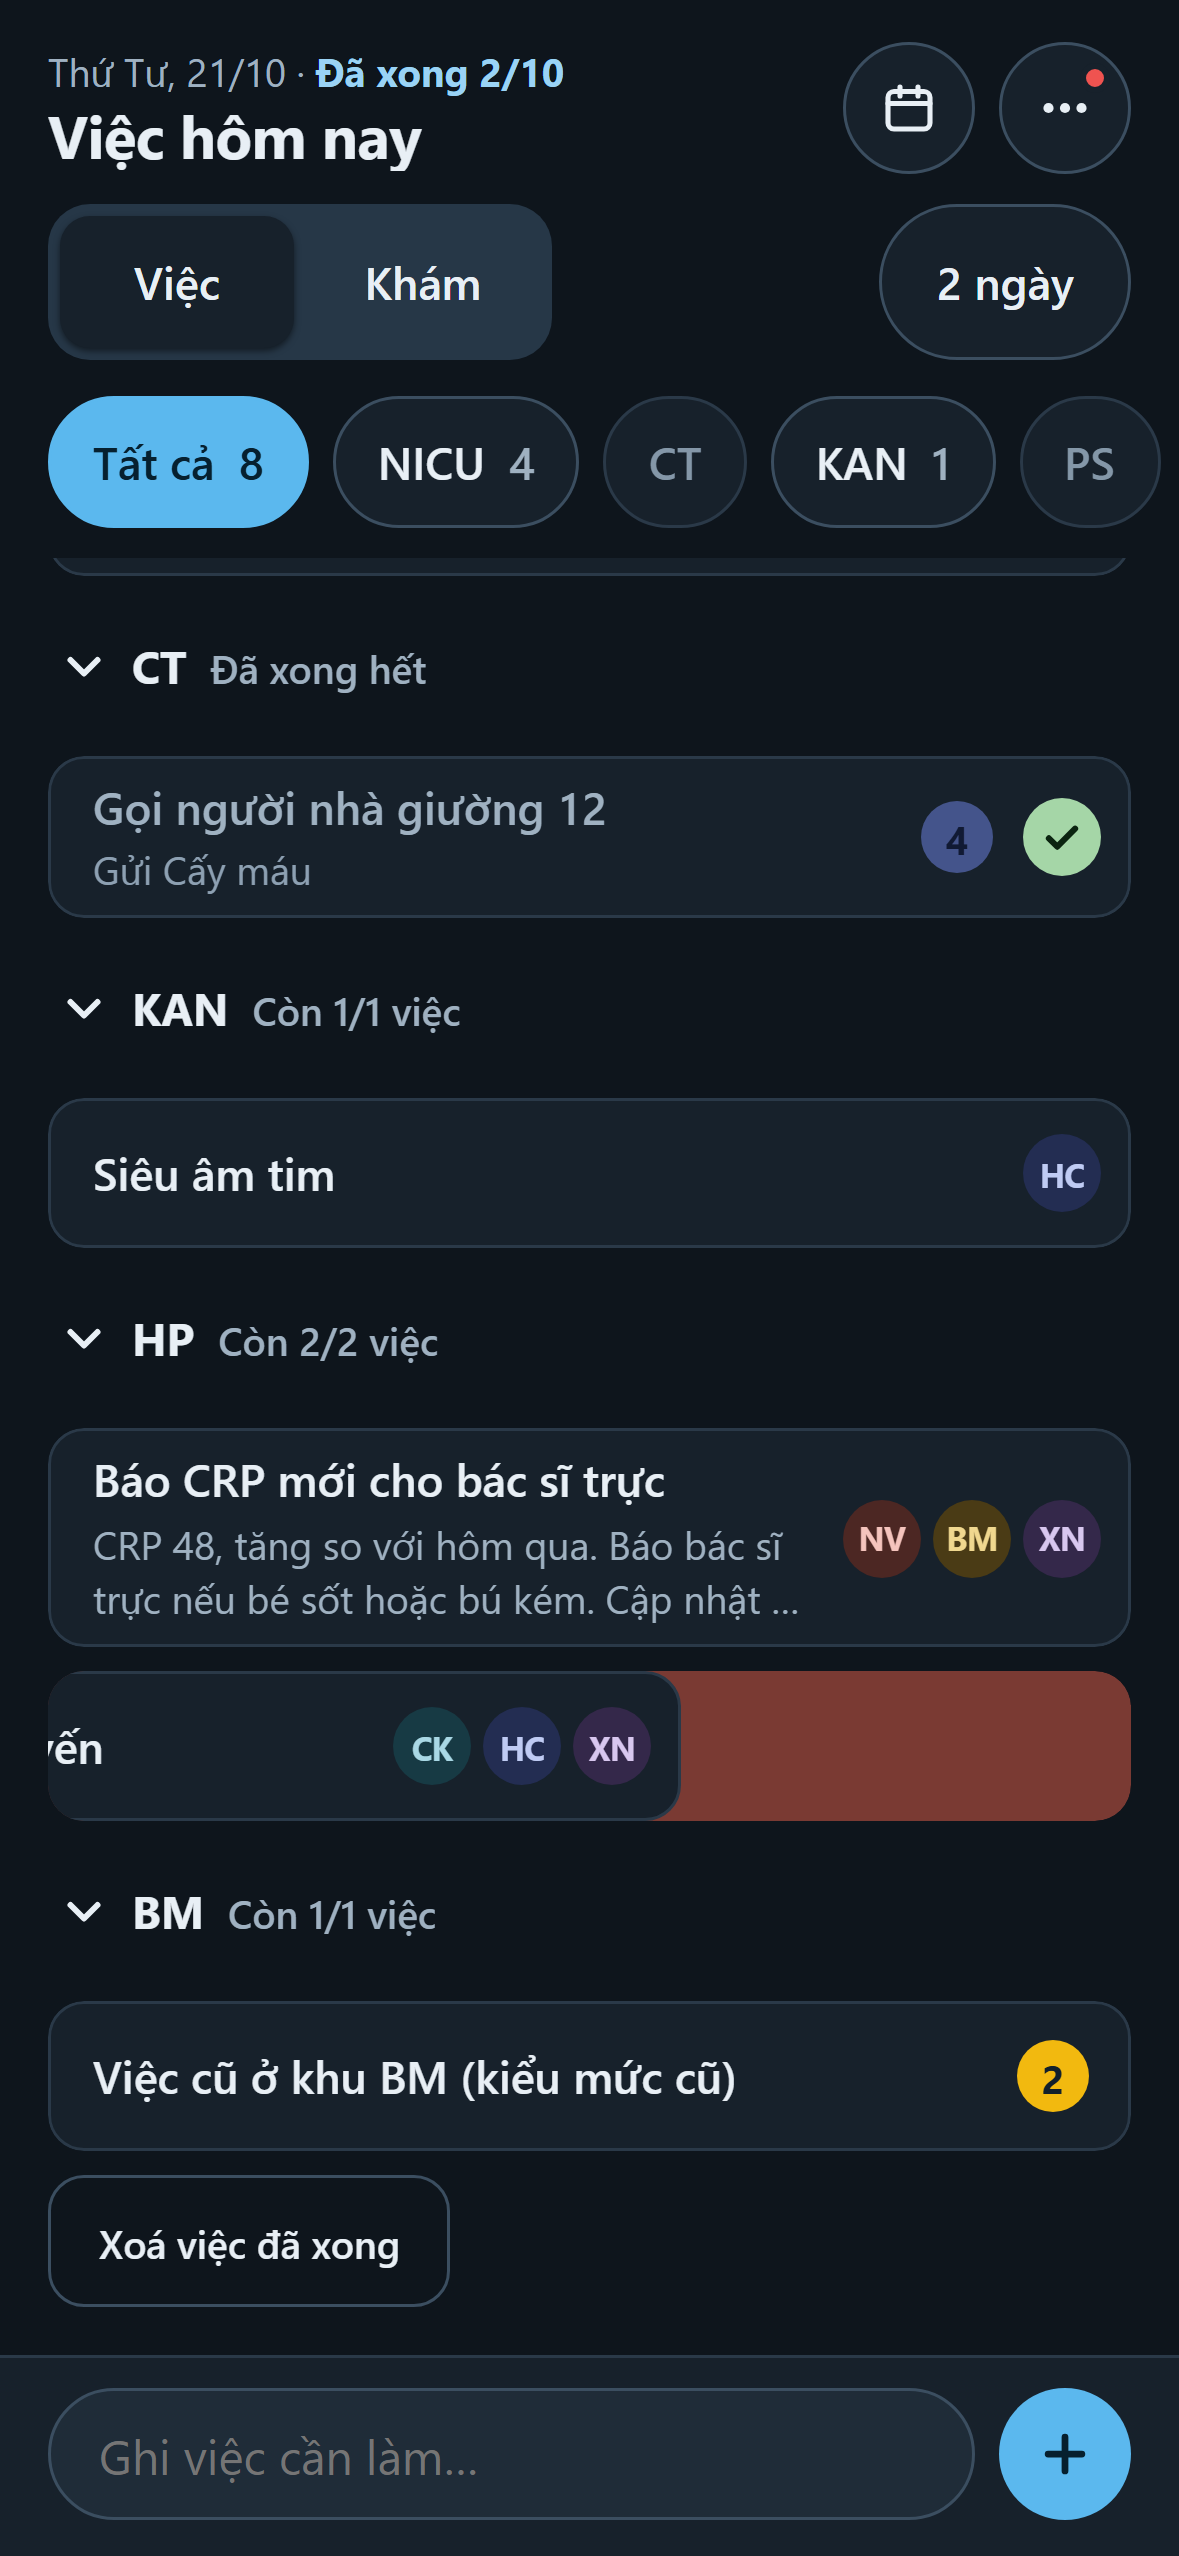 Thứ Tư, 21/10 · Đã xong 2/10
Việc hôm nay
Việc
Khám
2 ngày
Tất cả 8
NICU 4
CT
KAN 1
PS
CT Đã xong hết
Gọi người nhà giường 12
Gửi Cấy máu
4
KAN Còn 1/1 việc
Siêu âm tim
HC
HP Còn 2/2 việc
Báo CRP mới cho bác sĩ trực
CRP 48, tăng so với hôm qua. Báo bác sĩ
trực nếu bé sốt hoặc bú kém. Cập nhật ...
NV BM XN
CK HC XN
BM Còn 1/1 việc
Việc cũ ở khu BM (kiểu mức cũ)
2
Xoá việc đã xong
Ghi việc cần làm...